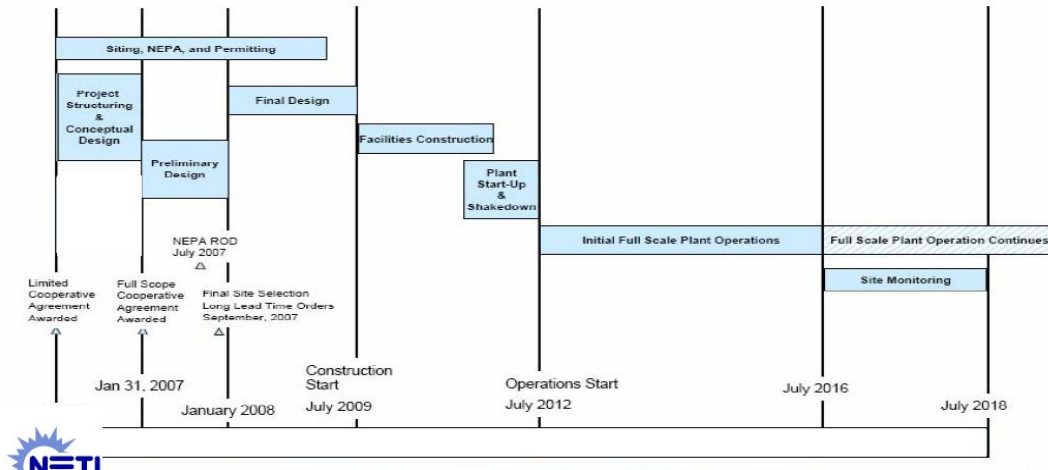 Siting, NEPA, and Permitting
Project
Structuring
&
Conceptual
Design
Final Design
Facilities Construction
Preliminary
Design
Plant
Start-Up
&
Shakedown
NEPA ROD
July 2007
Initial Full Scale Plant Operations
Full Scale Plant Operation Continues
Limited
Cooperative
Agreement
Awarded
Full Scope
Cooperative
Agreement
Awarded
Final Site Selection
Long Lead Time Orders
September, 2007
Site Monitoring
Jan 31, 2007
January 2008
Construction
Start
July 2009
Operations Start
July 2012
July 2016
July 2018
NETL